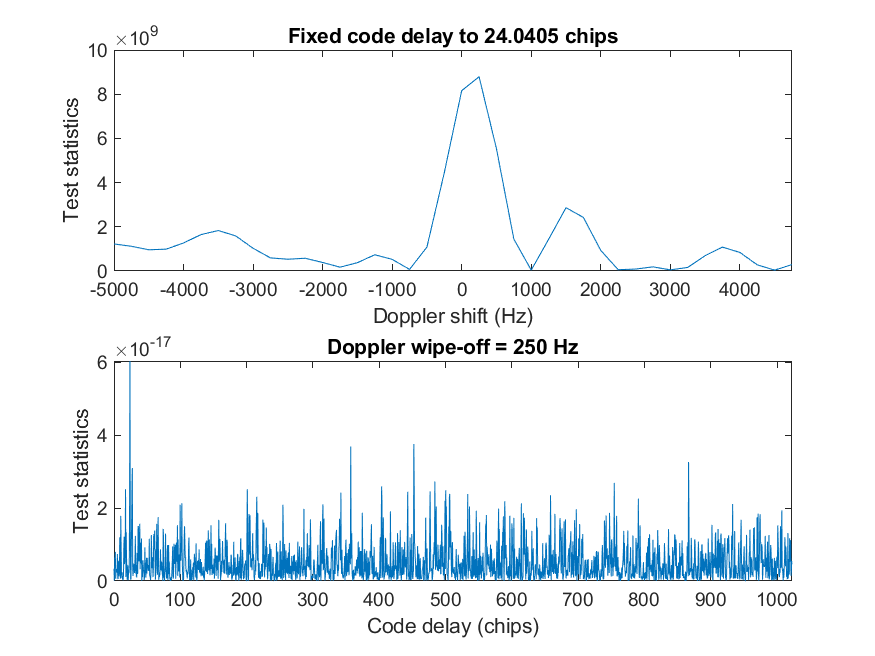 Fixed code delay to 24.0405 chips
×10^9
10
8
6
4
2
0
Test statistics
-5000 -4000 -3000 -2000 -1000 0 1000 2000 3000 4000
Doppler shift (Hz)
Doppler wipe-off = 250 Hz
×10^-17
6
4
2
0
Test statistics
0 100 200 300 400 500 600 700 800 900 1000
Code delay (chips)